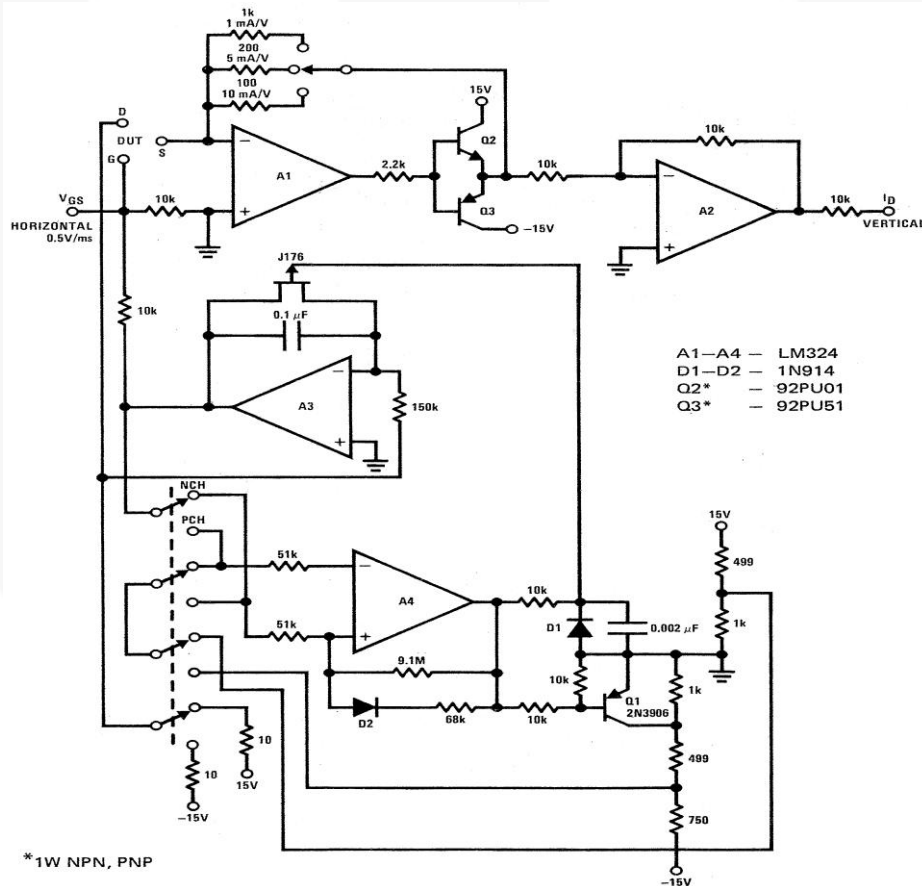 1k
1 mA/V
200
5 mA/V
100
10 mA/V
15V
D
DUT
G
S
−
A1
+
2.2k
Q2
Q3
−15V
10k
10k
−
A2
+
10k
ID
VERTICAL
VGS
HORIZONTAL
0.5V/ms
10k
J176
0.1 µF
10k
−
A3
+
150k
A1−A4 − LM324
D1−D2 − 1N914
Q2* − 92PU01
Q3* − 92PU51
NCH
PCH
51k
−
A4
+
51k
10k
15V
499
1k
D1
0.002 µF
9.1M
10k
Q1
2N3906
1k
D2
68k
10k
499
10
15V
10
−15V
750
−15V
*1W NPN, PNP